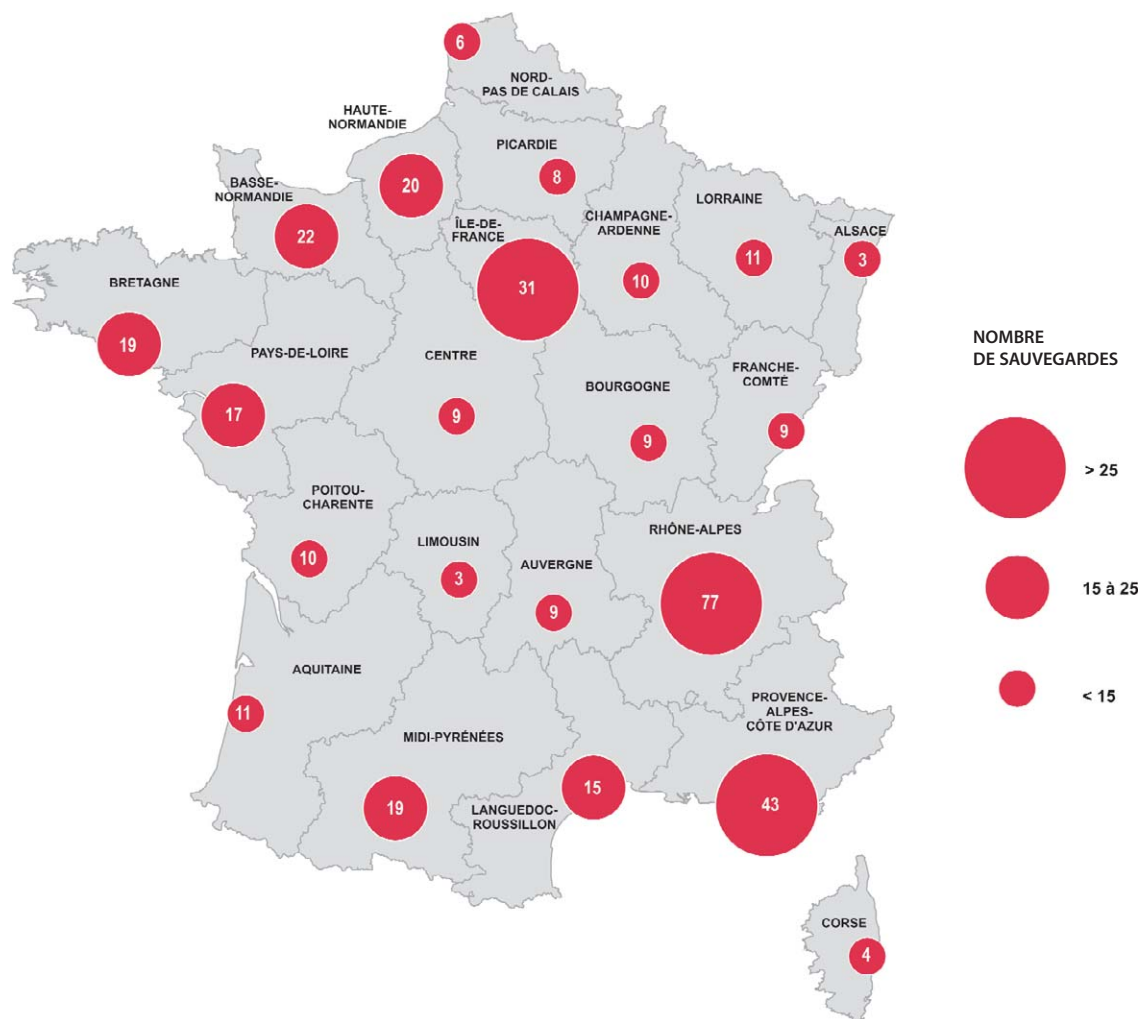 6
NORD-
PAS DE CALAIS
HAUTE-
NORMANDIE
PICARDIE
8
20
BASSE-
NORMANDIE
22
ÎLE-DE-
FRANCE
31
CHAMPAGNE-
ARDENNE
10
LORRAINE
11
ALSACE
3
BRETAGNE
19
PAYS-DE-LOIRE
17
CENTRE
9
BOURGOGNE
9
FRANCHE-
COMTÉ
9
POITOU-
CHARENTE
10
LIMOUSIN
3
AUVERGNE
9
RHÔNE-ALPES
77
AQUITAINE
11
MIDI-PYRÉNÉES
19
LANGUEDOC-
ROUSSILLON
15
PROVENCE-
ALPES-
CÔTE D'AZUR
43
CORSE
4
NOMBRE
DE SAUVEGARDES
> 25
15 à 25
< 15